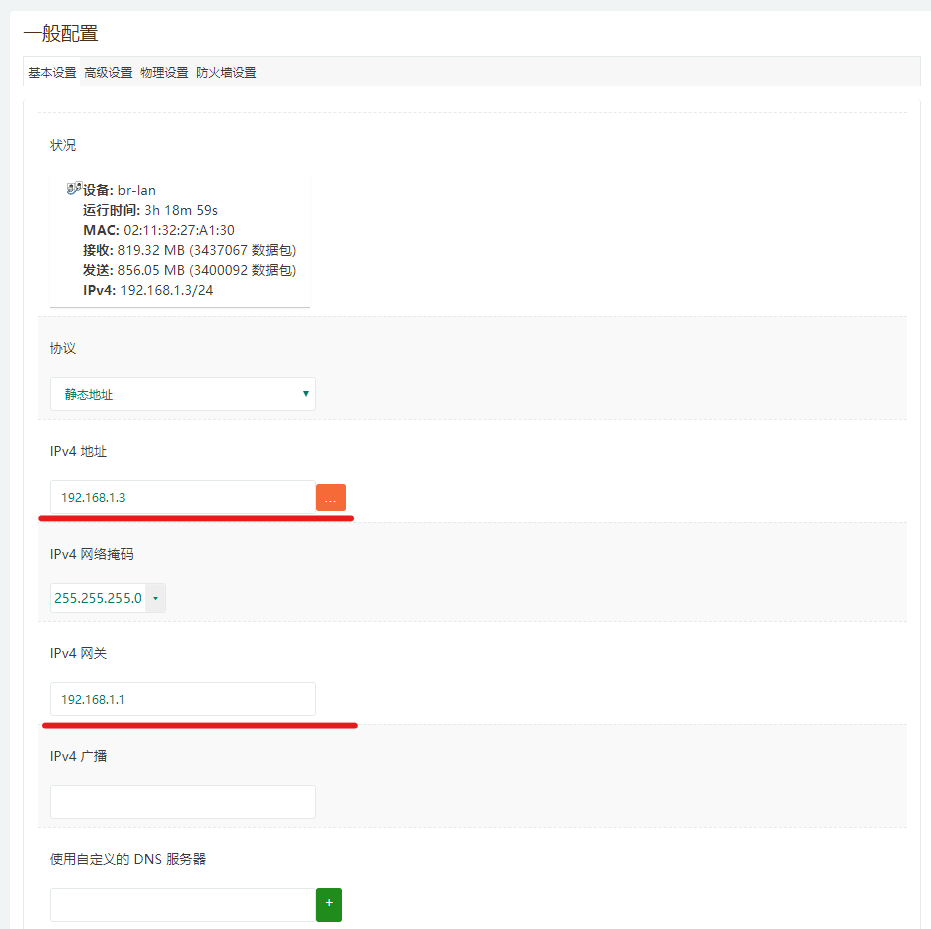 一般配置
基本设置 高级设置 物理设置 防火墙设置
状况
设备: br-lan
运行时间: 3h 18m 59s
MAC: 02:11:32:27:A1:30
接收: 819.32 MB (3437067 数据包)
发送: 856.05 MB (3400092 数据包)
IPv4: 192.168.1.3/24
协议
静态地址
IPv4 地址
192.168.1.3 ...
IPv4 网络掩码
255.255.255.0
IPv4 网关
192.168.1.1
IPv4 广播
使用自定义的 DNS 服务器
+